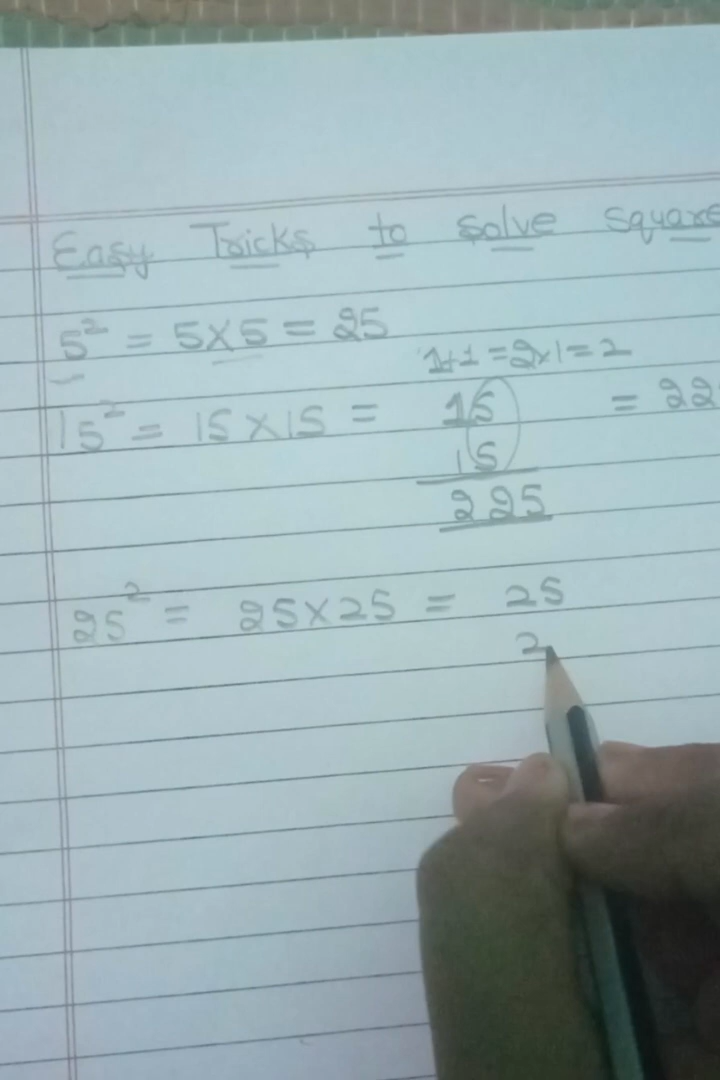 Easy Tricks to solve square
5² = 5×5 = 25
1+1=2×1=2
15² = 15×15 = 15 = 22
15
225
25² = 25×25 = 25
2